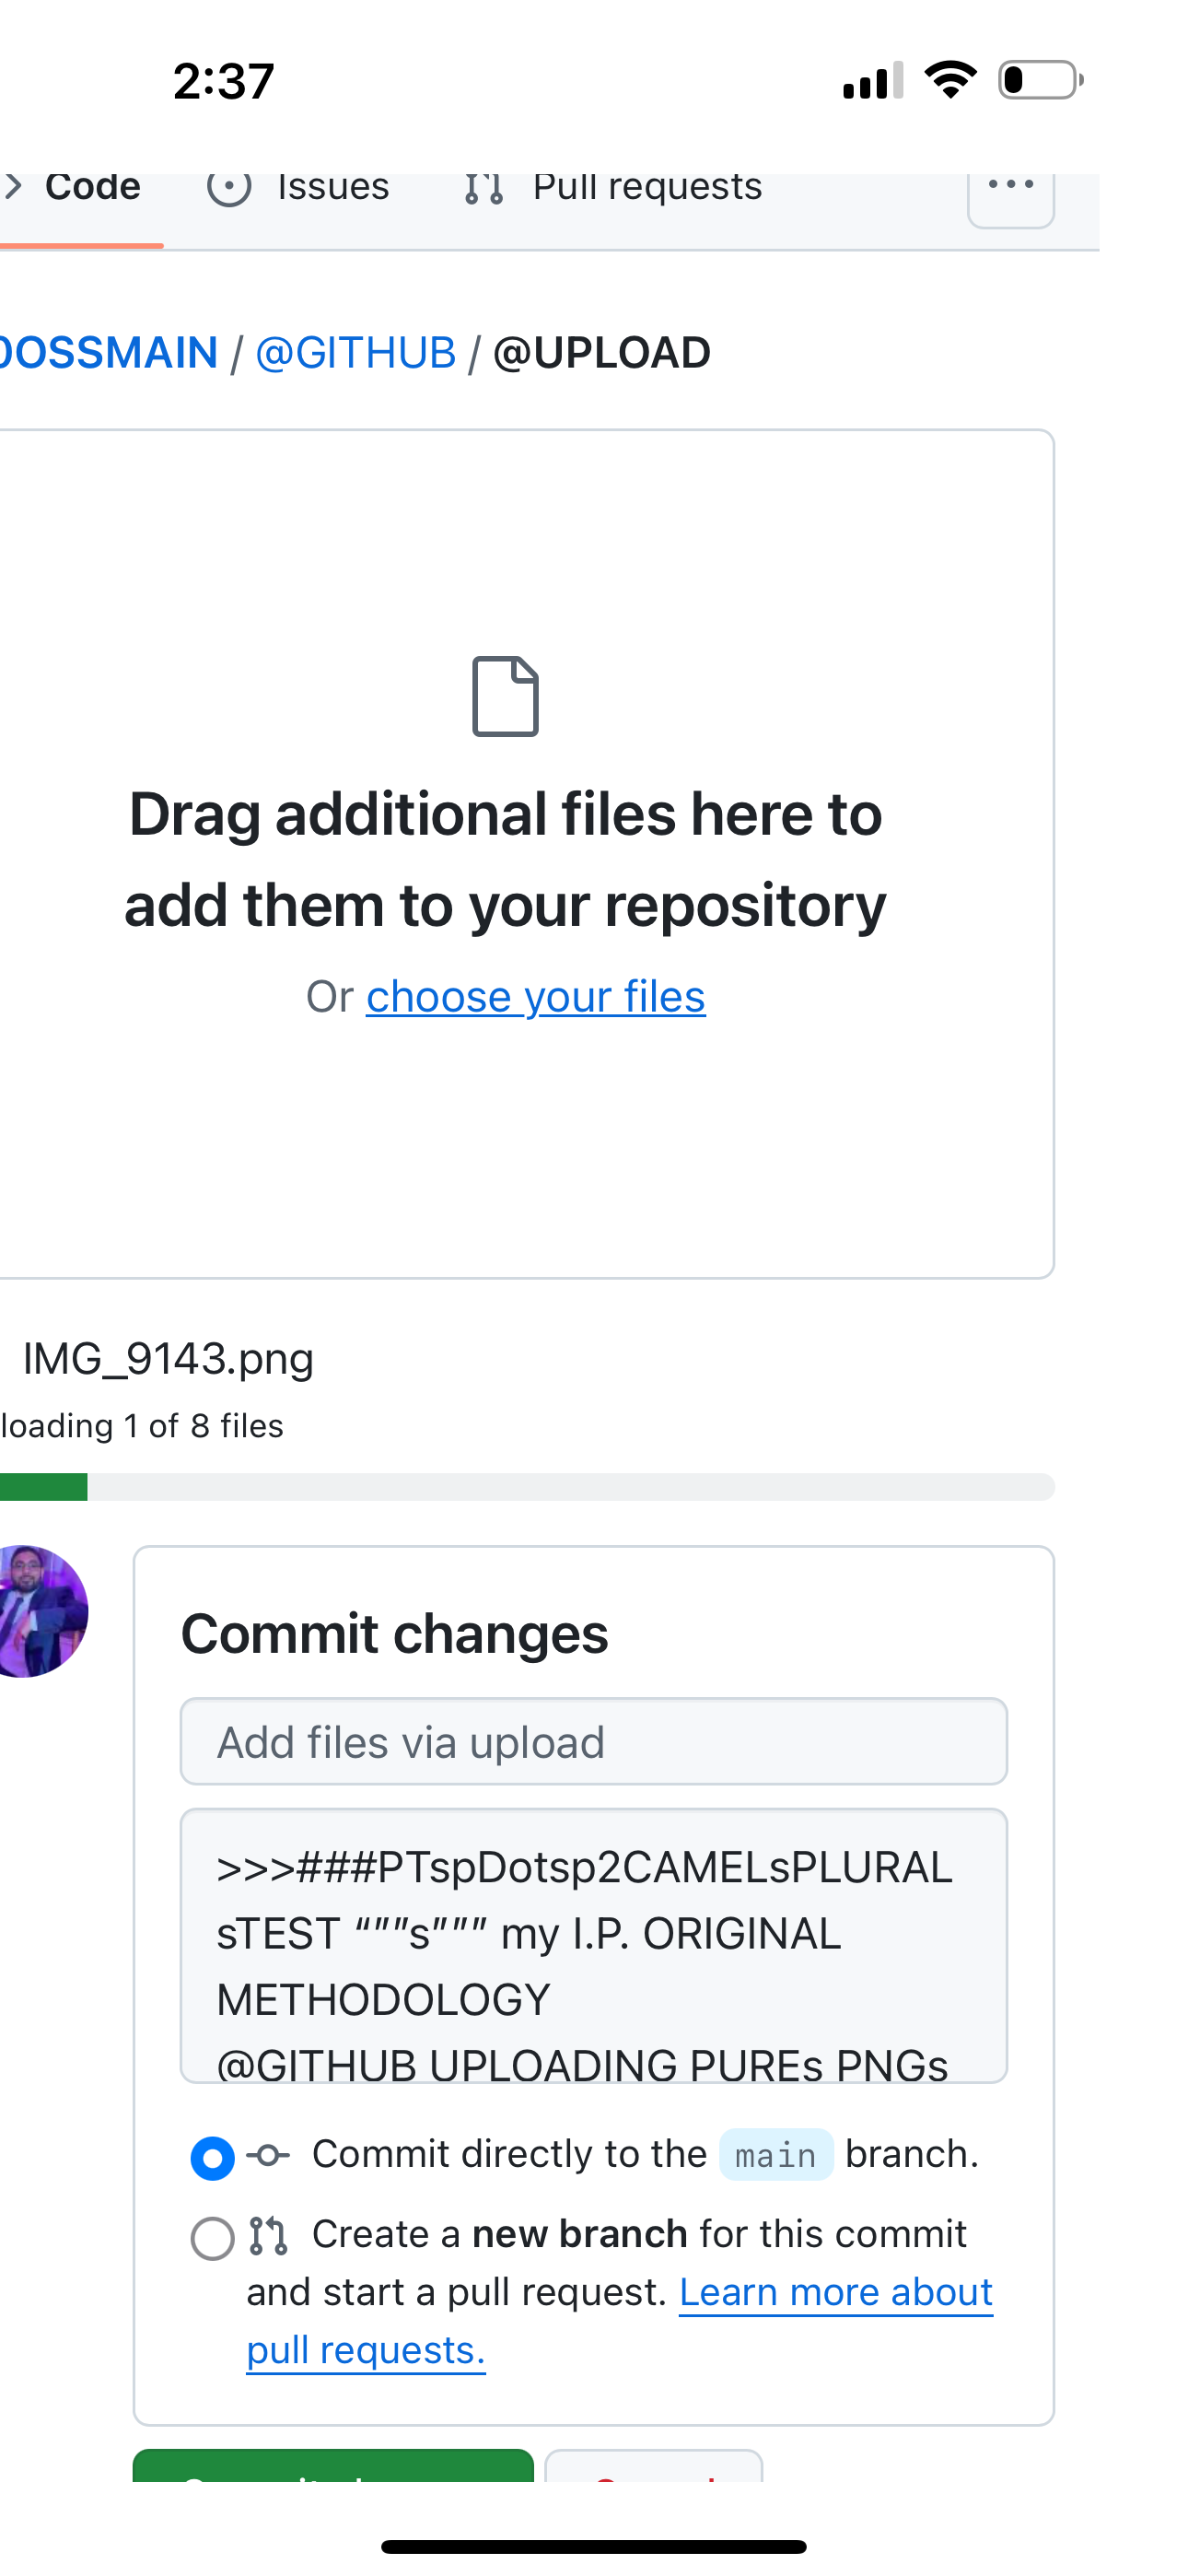 2:37
Code Issues Pull requests
OSSMAIN / @GITHUB / @UPLOAD
Drag additional files here to
add them to your repository
Or choose your files
IMG_9143.png
loading 1 of 8 files
Commit changes
Add files via upload
>>>###PTspDotsp2CAMELsPLURAL
sTEST “”“s””” my I.P. ORIGINAL
METHODOLOGY
@GITHUB UPLOADING PUREs PNGs
Commit directly to the main branch.
Create a new branch for this commit
and start a pull request. Learn more about
pull requests.